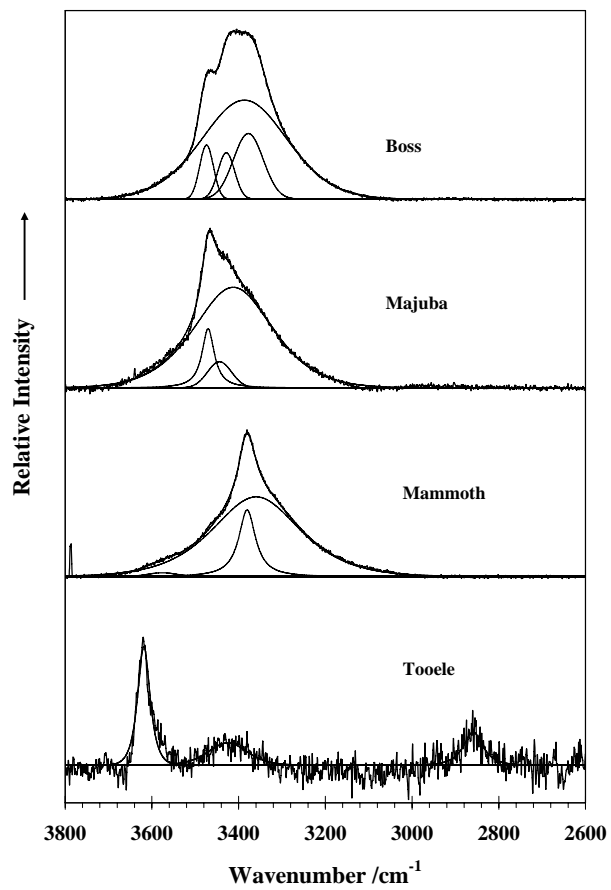 Boss
Majuba
Mammoth
Tooele
Relative Intensity
3800 3600 3400 3200 3000 2800 2600
Wavenumber /cm-1